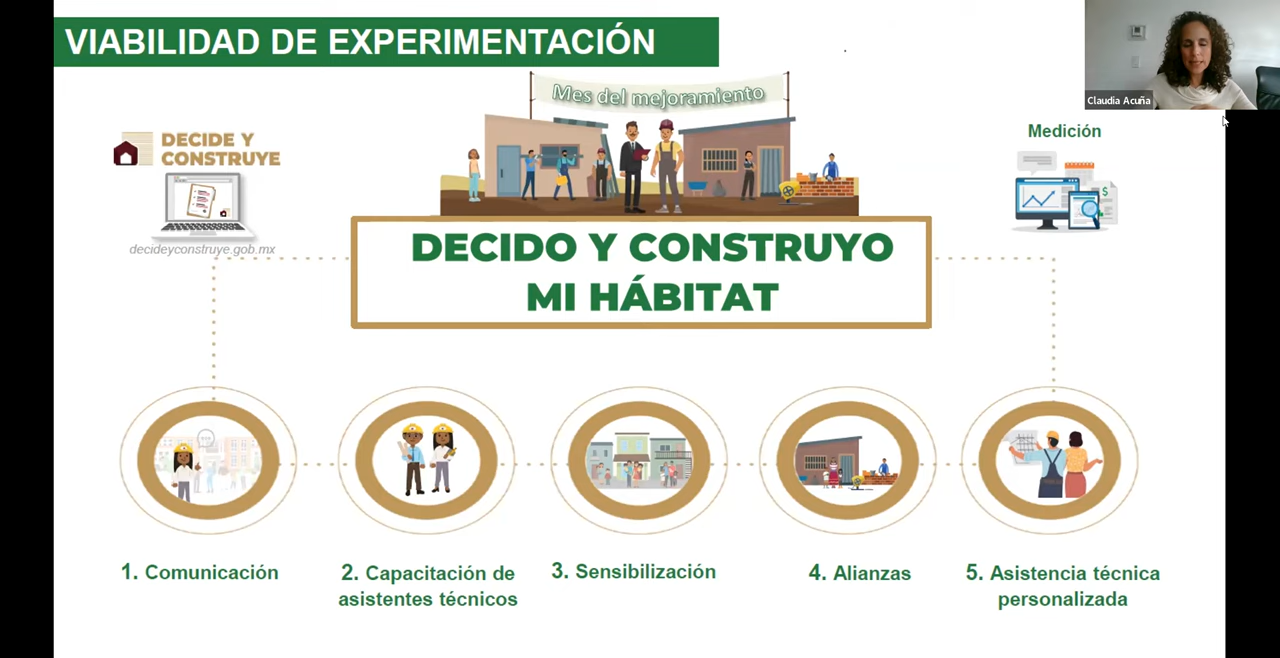 VIABILIDAD DE EXPERIMENTACIÓN
Claudia Acuña
Mes del mejoramiento
DECIDE Y
CONSTRUYE
decideyconstruye.gob.mx
Medición
DECIDO Y CONSTRUYO
MI HÁBITAT
1. Comunicación
2. Capacitación de
asistentes técnicos
3. Sensibilización
4. Alianzas
5. Asistencia técnica
personalizada